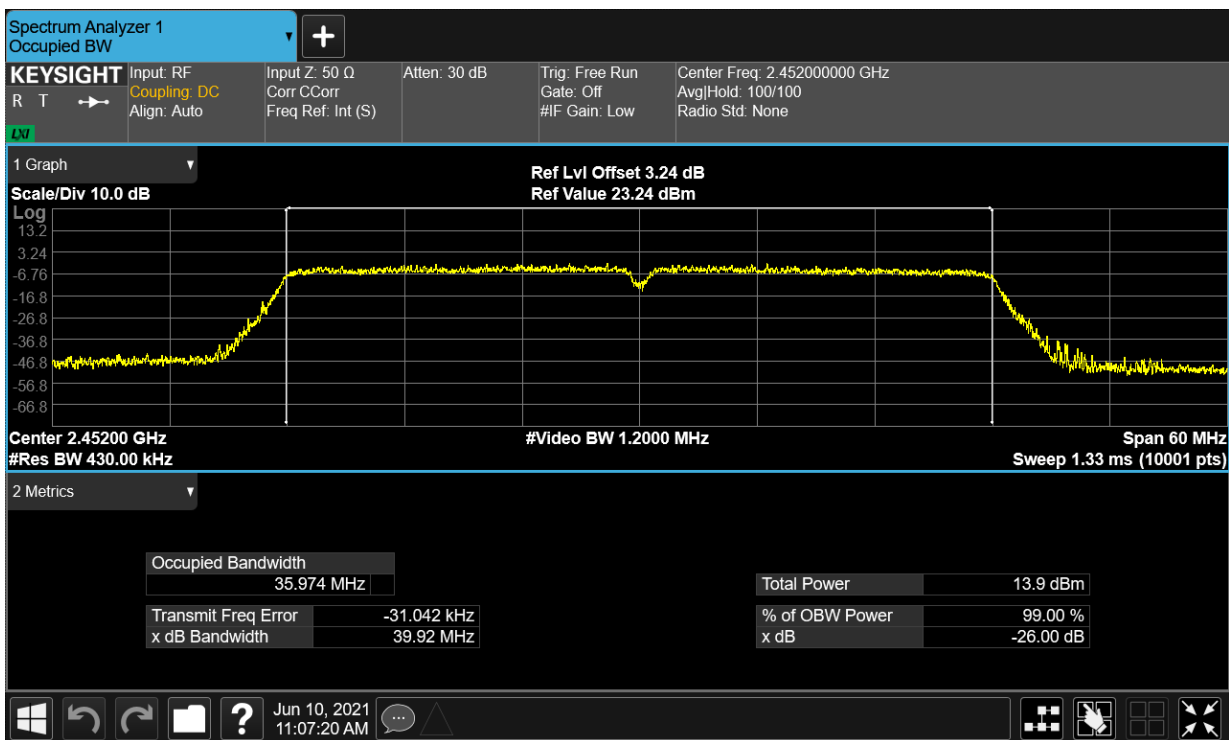 Spectrum Analyzer 1
Occupied BW
KEYSIGHT
R T
LXI
Input: RF
Coupling: DC
Align: Auto
Input Z: 50 Ω
Corr CCorr
Freq Ref: Int (S)
Atten: 30 dB
Trig: Free Run
Gate: Off
#IF Gain: Low
Center Freq: 2.452000000 GHz
Avg|Hold: 100/100
Radio Std: None
1 Graph
Scale/Div 10.0 dB
Ref Lvl Offset 3.24 dB
Ref Value 23.24 dBm
Log
13.2
3.24
-6.76
-16.8
-26.8
-36.8
-46.8
-56.8
-66.8
Center 2.45200 GHz
#Video BW 1.2000 MHz
Span 60 MHz
#Res BW 430.00 kHz
Sweep 1.33 ms (10001 pts)
2 Metrics
Occupied Bandwidth
35.974 MHz
Total Power 13.9 dBm
Transmit Freq Error -31.042 kHz
% of OBW Power 99.00 %
x dB Bandwidth 39.92 MHz
x dB -26.00 dB
?
Jun 10, 2021
11:07:20 AM